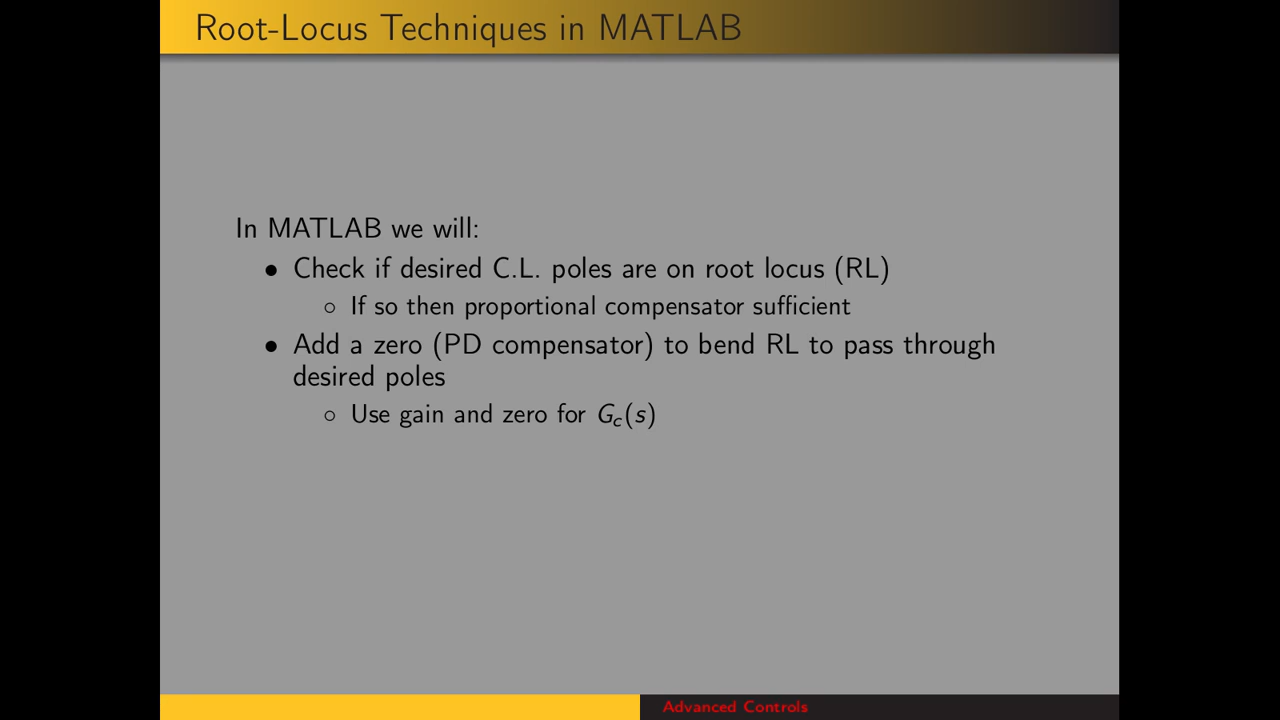 Root-Locus Techniques in MATLAB
In MATLAB we will:
• Check if desired C.L. poles are on root locus (RL)
○ If so then proportional compensator sufficient
• Add a zero (PD compensator) to bend RL to pass through
desired poles
○ Use gain and zero for G_c(s)
Advanced Controls